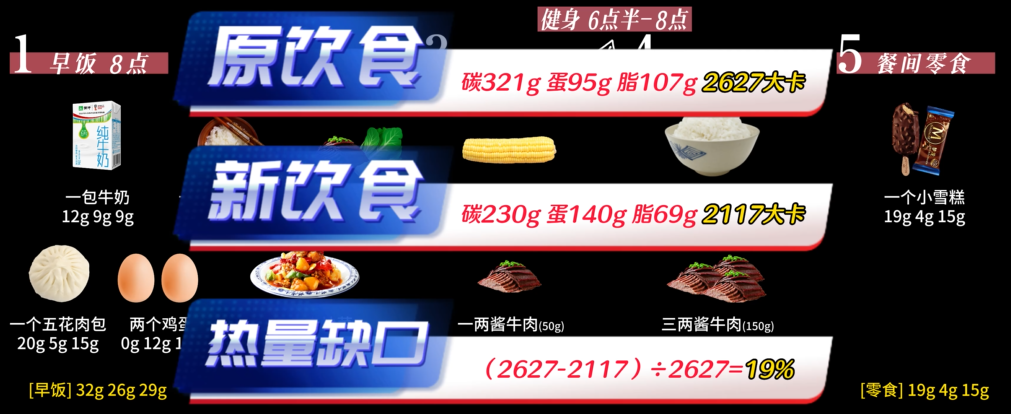 健身 6点半-8点
1 早饭 8点
原饮食
碳321g 蛋95g 脂107g 2627大卡
5 餐间零食
纯牛奶
一包牛奶
12g 9g 9g
新饮食
碳230g 蛋140g 脂69g 2117大卡
一个小雪糕
19g 4g 15g
一个五花肉包
20g 5g 15g
两个鸡蛋
0g 12g
热量缺口
一两酱牛肉(50g)
三两酱牛肉(150g)
(2627-2117)÷2627=19%
[早饭] 32g 26g 29g
[零食] 19g 4g 15g